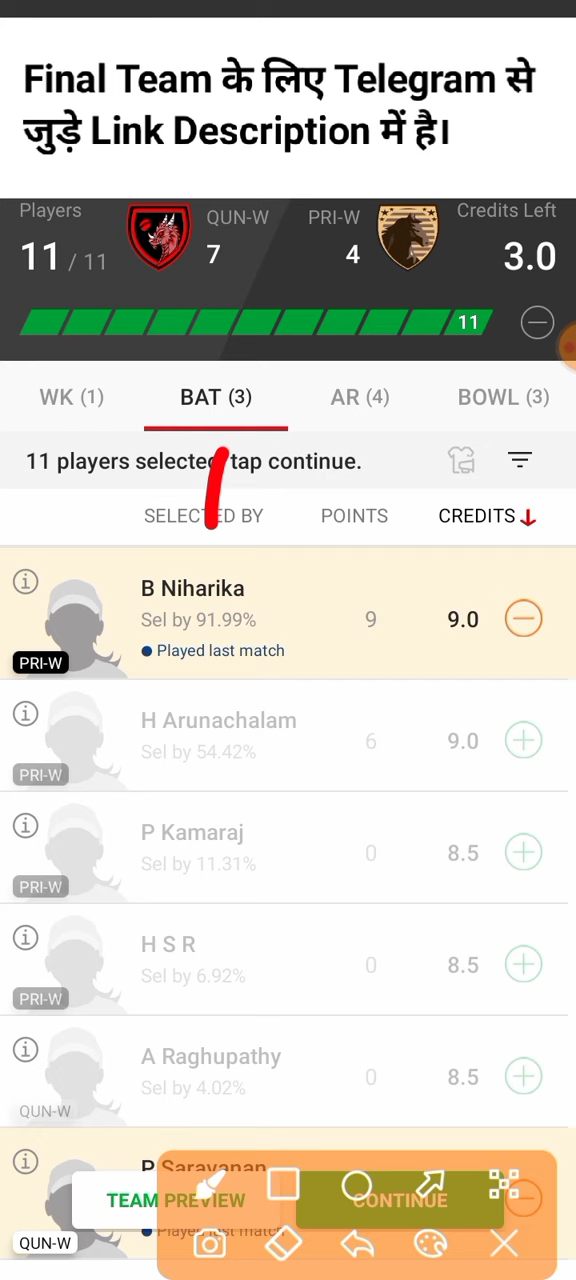 Final Team के लिए Telegram से
जुड़े Link Description में है।
Players QUN-W PRI-W Credits Left
11 / 11 7 4 3.0
11
WK (1) BAT (3) AR (4) BOWL (3)
11 players selected tap continue.
SELECTED BY POINTS CREDITS
B Niharika
Sel by 91.99% 9 9.0
Played last match
PRI-W
H Arunachalam
Sel by 54.42% 6 9.0
PRI-W
P Kamaraj
Sel by 11.31% 0 8.5
PRI-W
H S R
Sel by 6.92% 0 8.5
PRI-W
A Raghupathy
Sel by 4.02% 0 8.5
QUN-W
P Saravanan
TEAM PREVIEW CONTINUE
Played last match
QUN-W